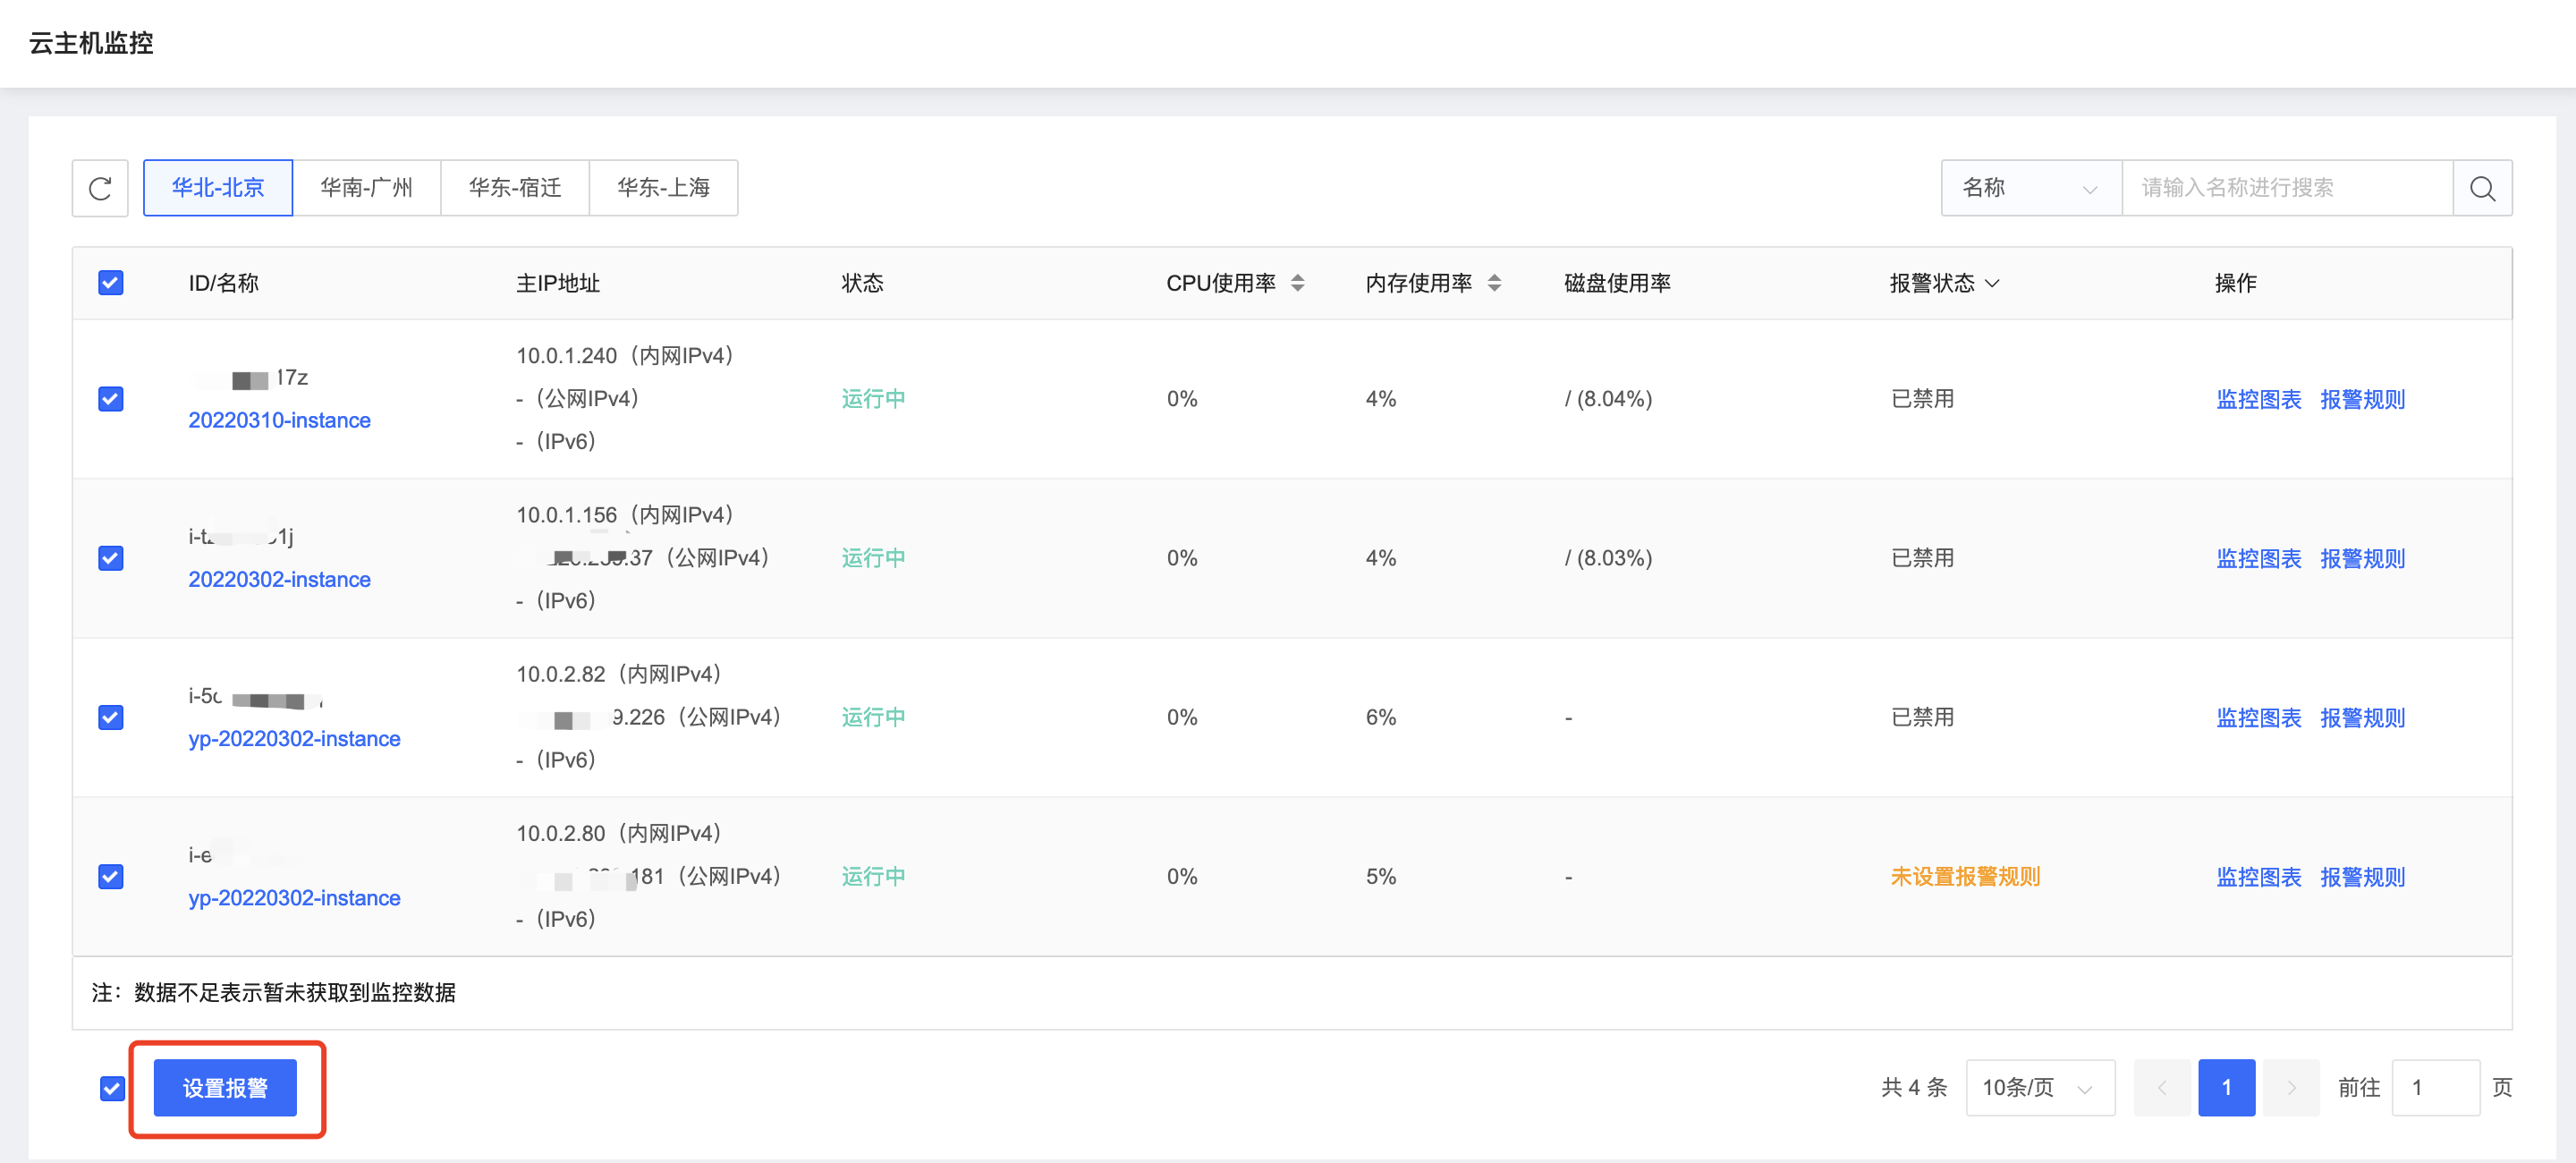 云主机监控
华北-北京 华南-广州 华东-宿迁 华东-上海 名称 请输入名称进行搜索
ID/名称 主IP地址 状态 CPU使用率 内存使用率 磁盘使用率 报警状态 操作
17z
20220310-instance
10.0.1.240（内网IPv4）
-（公网IPv4）
-（IPv6）
运行中 0% 4% / (8.04%) 已禁用 监控图表 报警规则
20220302-instance
10.0.1.156（内网IPv4）
.37（公网IPv4）
-（IPv6）
运行中 0% 4% / (8.03%) 已禁用 监控图表 报警规则
yp-20220302-instance
10.0.2.82（内网IPv4）
9.226（公网IPv4）
-（IPv6）
运行中 0% 6% - 已禁用 监控图表 报警规则
yp-20220302-instance
10.0.2.80（内网IPv4）
181（公网IPv4）
-（IPv6）
运行中 0% 5% - 未设置报警规则 监控图表 报警规则
注：数据不足表示暂未获取到监控数据
设置报警 共 4 条 10条/页 1 前往 1 页